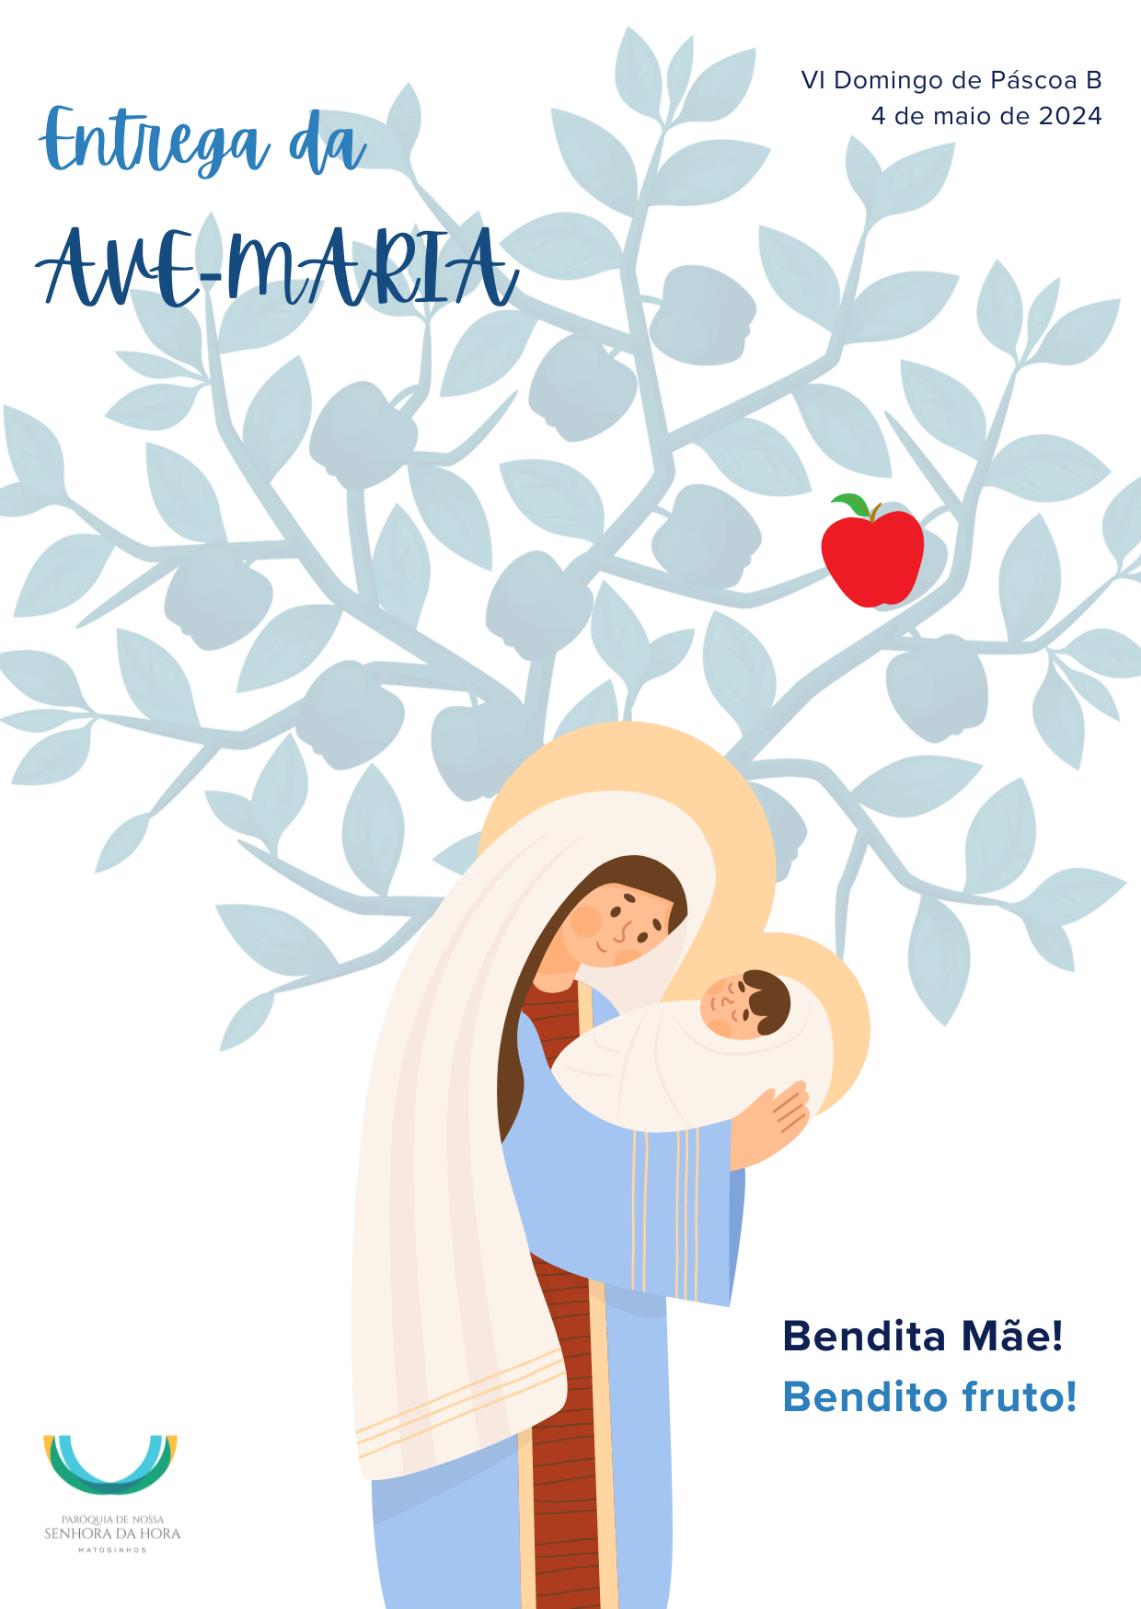 Entrega da
AVE-MARIA
VI Domingo de Páscoa B
4 de maio de 2024
Bendita Mãe!
Bendito fruto!
PARÓQUIA DE NOSSA
SENHORA DA HORA
MATOSINHOS